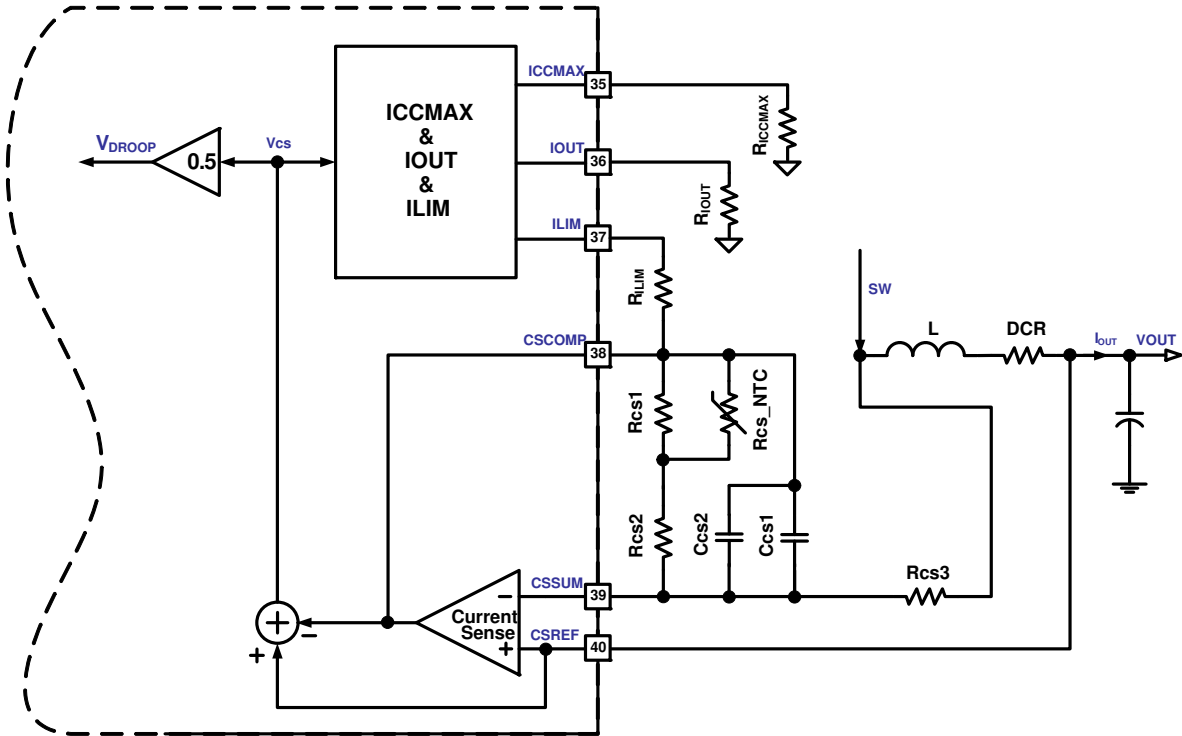 ICCMAX
35
ICCMAX
&
IOUT
&
ILIM
RICCMAX
VDROOP
0.5
Vcs
IOUT
36
RIOUT
ILIM
37
RILIM
SW
CSCOMP
38
L
DCR
IOUT
VOUT
Rcs1
Rcs_NTC
Rcs2
Ccs2
Ccs1
Rcs3
CSSUM
39
–
Current
Sense
+
CSREF
40
+
–
+